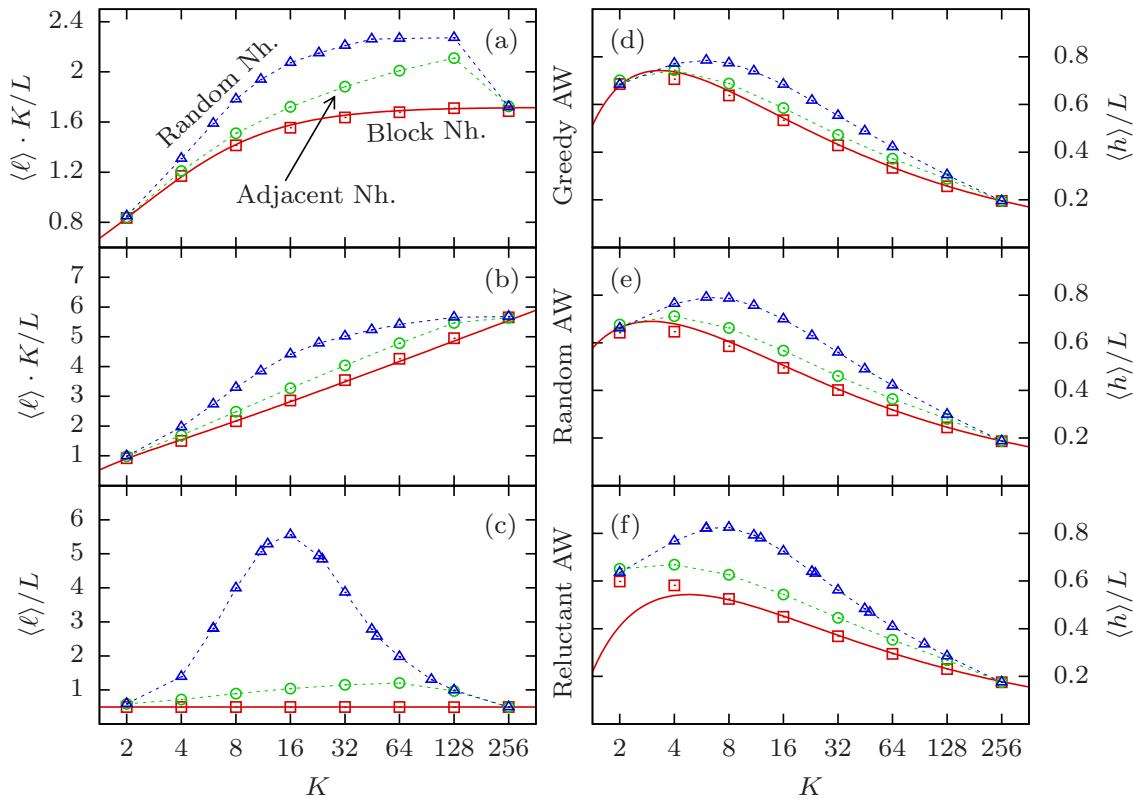 ⟨ℓ⟩ · K/L
2.4
2
1.6
1.2
0.8
(a)
Random Nh.
Block Nh.
Adjacent Nh.
Greedy AW
(d)
0.8
0.6
0.4
0.2
⟨h⟩/L
⟨ℓ⟩ · K/L
7
6
5
4
3
2
1
(b)
Random AW
(e)
0.8
0.6
0.4
0.2
⟨h⟩/L
⟨ℓ⟩/L
6
5
4
3
2
1
(c)
Reluctant AW
(f)
0.8
0.6
0.4
0.2
⟨h⟩/L
2 4 8 16 32 64 128 256
K
2 4 8 16 32 64 128 256
K